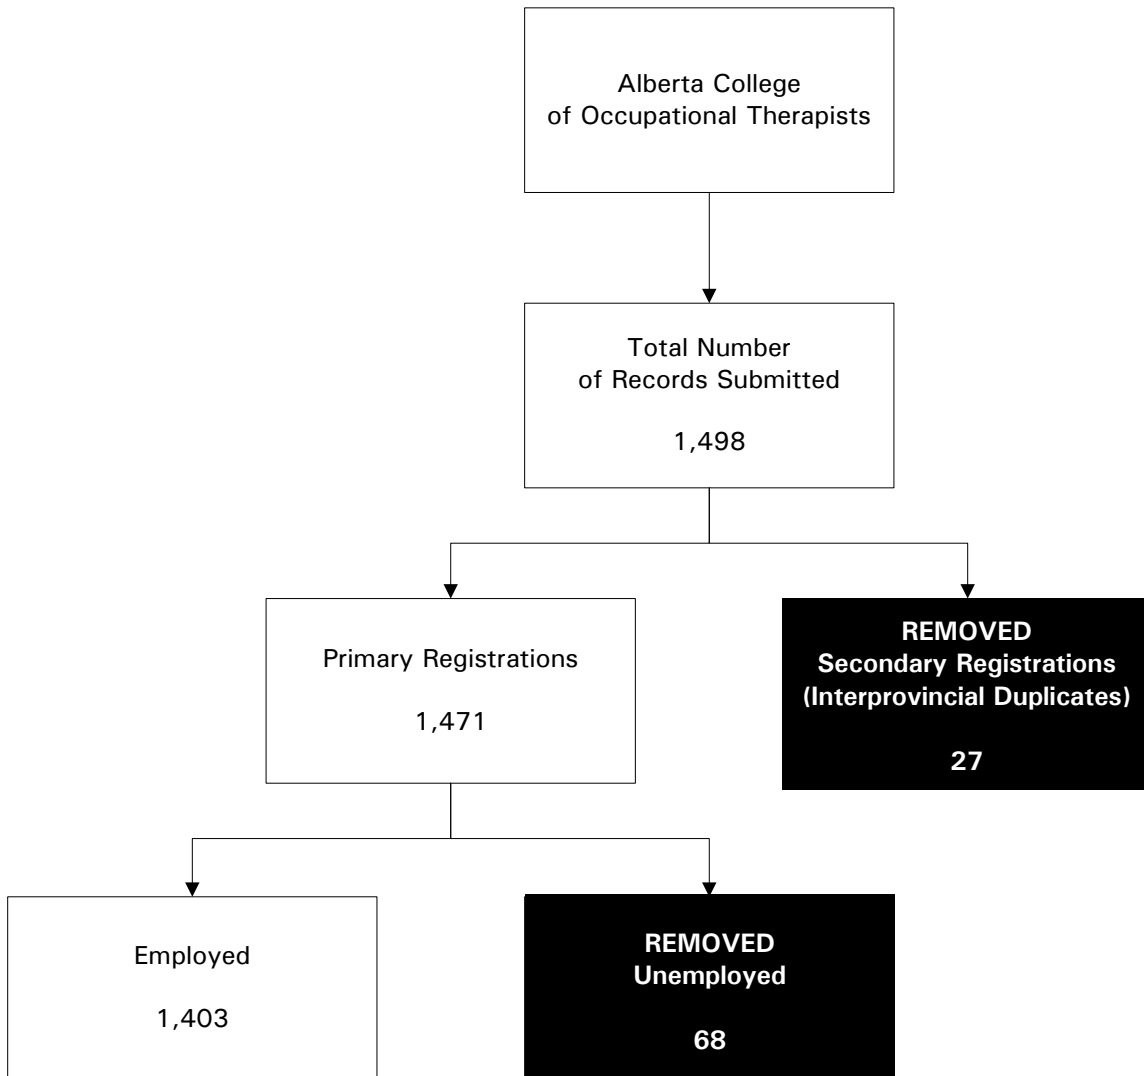 Alberta College
of Occupational Therapists
Total Number
of Records Submitted
1,498
Primary Registrations
1,471
REMOVED
Secondary Registrations
(Interprovincial Duplicates)
27
Employed
1,403
REMOVED
Unemployed
68